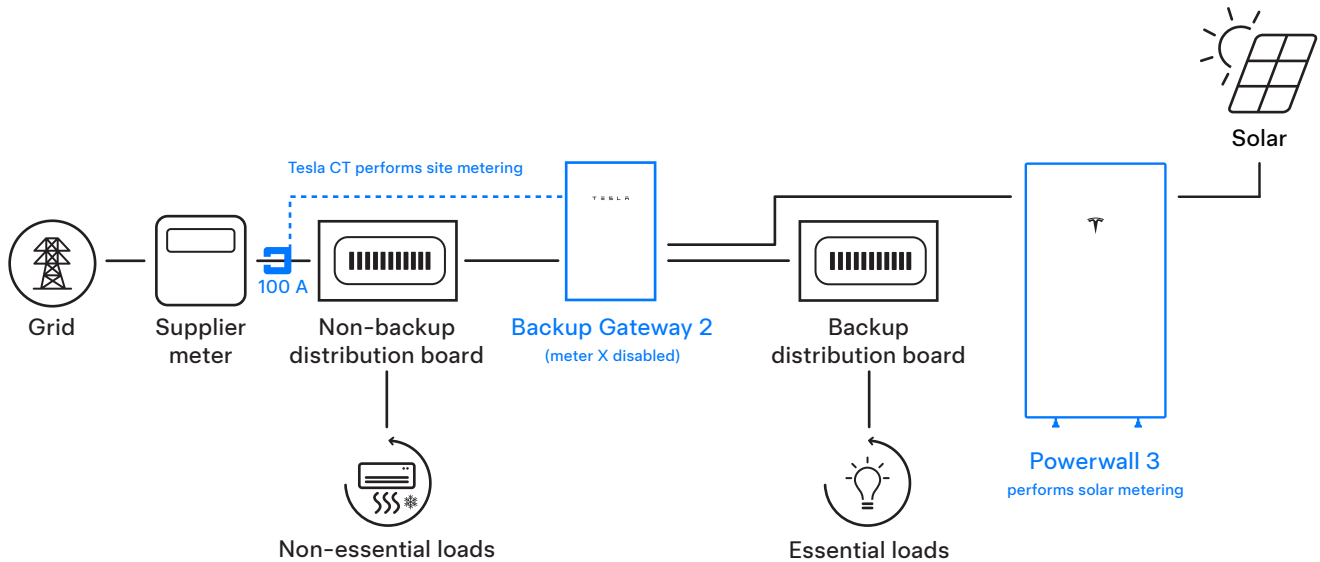 Solar
Tesla CT performs site metering
TESLA
100 A
Grid
Supplier
meter
Non-backup
distribution board
Backup Gateway 2
(meter X disabled)
Backup
distribution board
Powerwall 3
performs solar metering
Non-essential loads
Essential loads